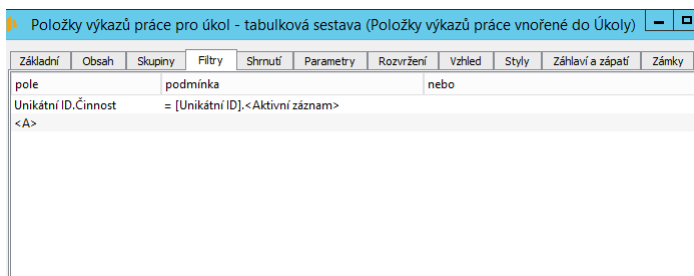 Položky výkazů práce pro úkol - tabulková sestava (Položky výkazů práce vnořené do Úkoly)
Základní Obsah Skupiny Filtry Shrnutí Parametry Rozvržení Vzhled Styly Záhlaví a zápatí Zámky
pole podmínka nebo
Unikátní ID.Činnost = [Unikátní ID].<Aktivní záznam>
<A>